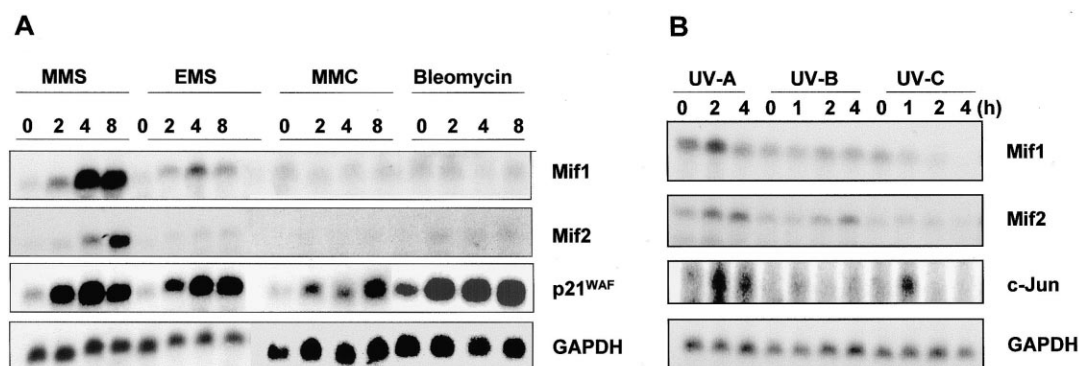 A
B
MMS EMS MMC Bleomycin
UV-A UV-B UV-C
0 2 4 8 0 2 4 8 0 2 4 8 0 2 4 8
0 2 4 0 1 2 4 0 1 2 4 (h)
Mif1
Mif1
Mif2
Mif2
p21WAF
c-Jun
GAPDH
GAPDH